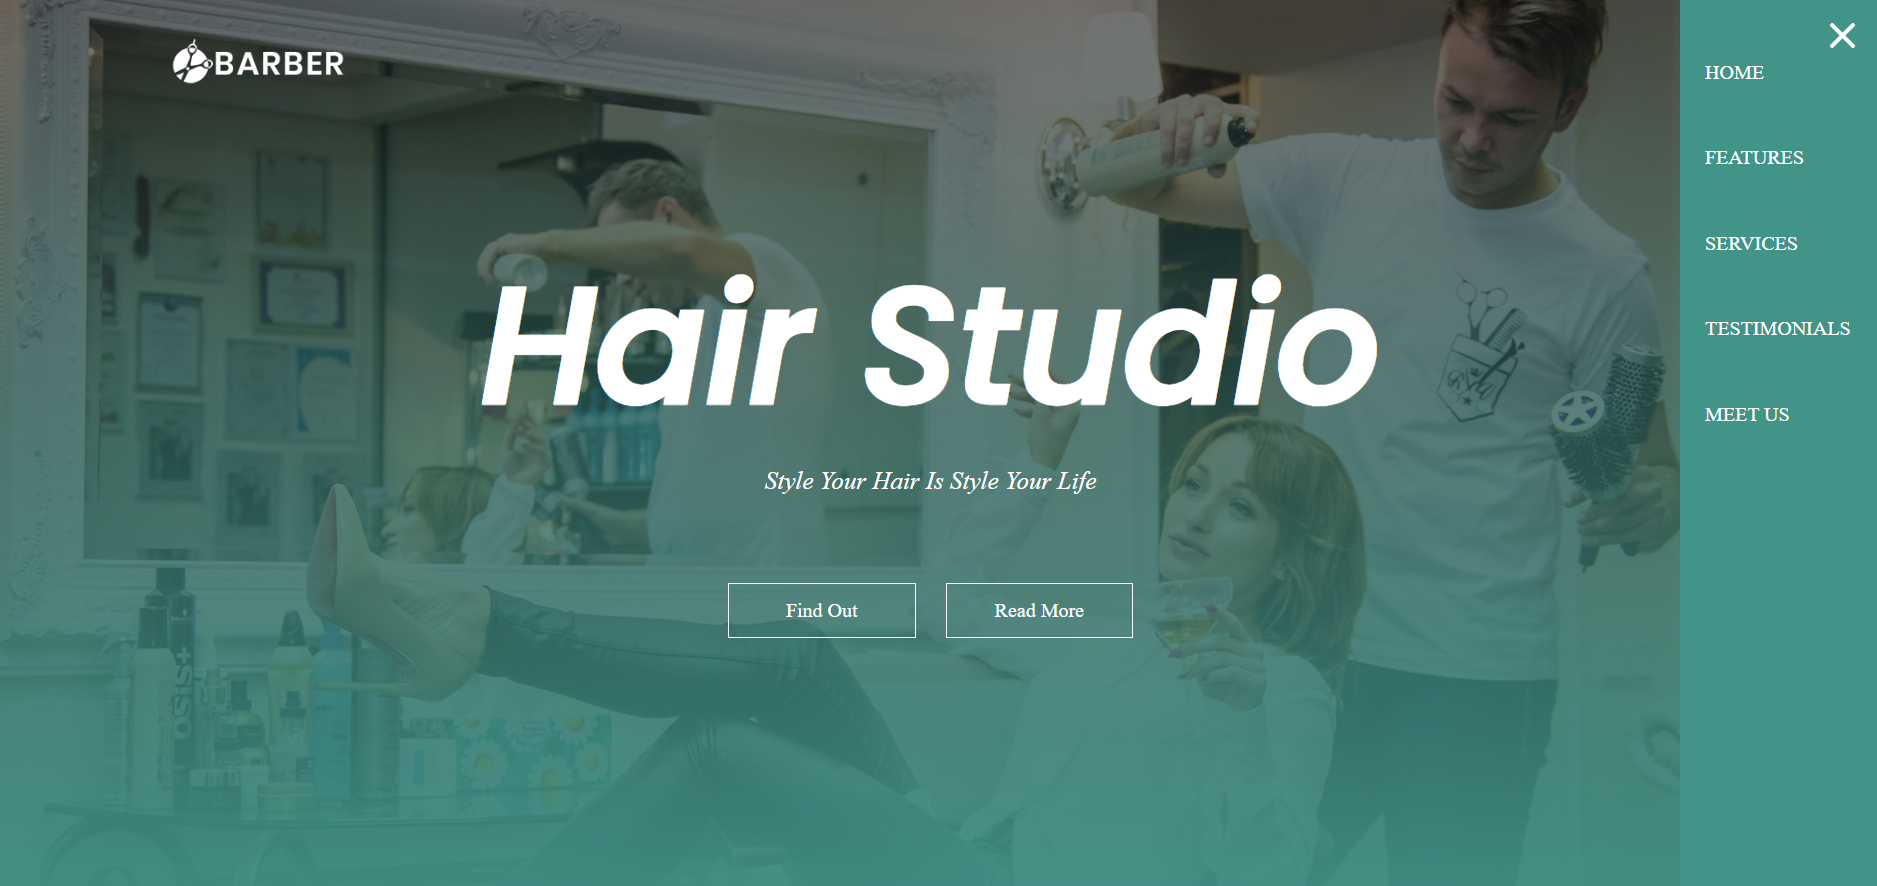 BARBER
HOME
FEATURES
SERVICES
TESTIMONIALS
MEET US
Hair Studio
Style Your Hair Is Style Your Life
Find Out
Read More
OSiS+